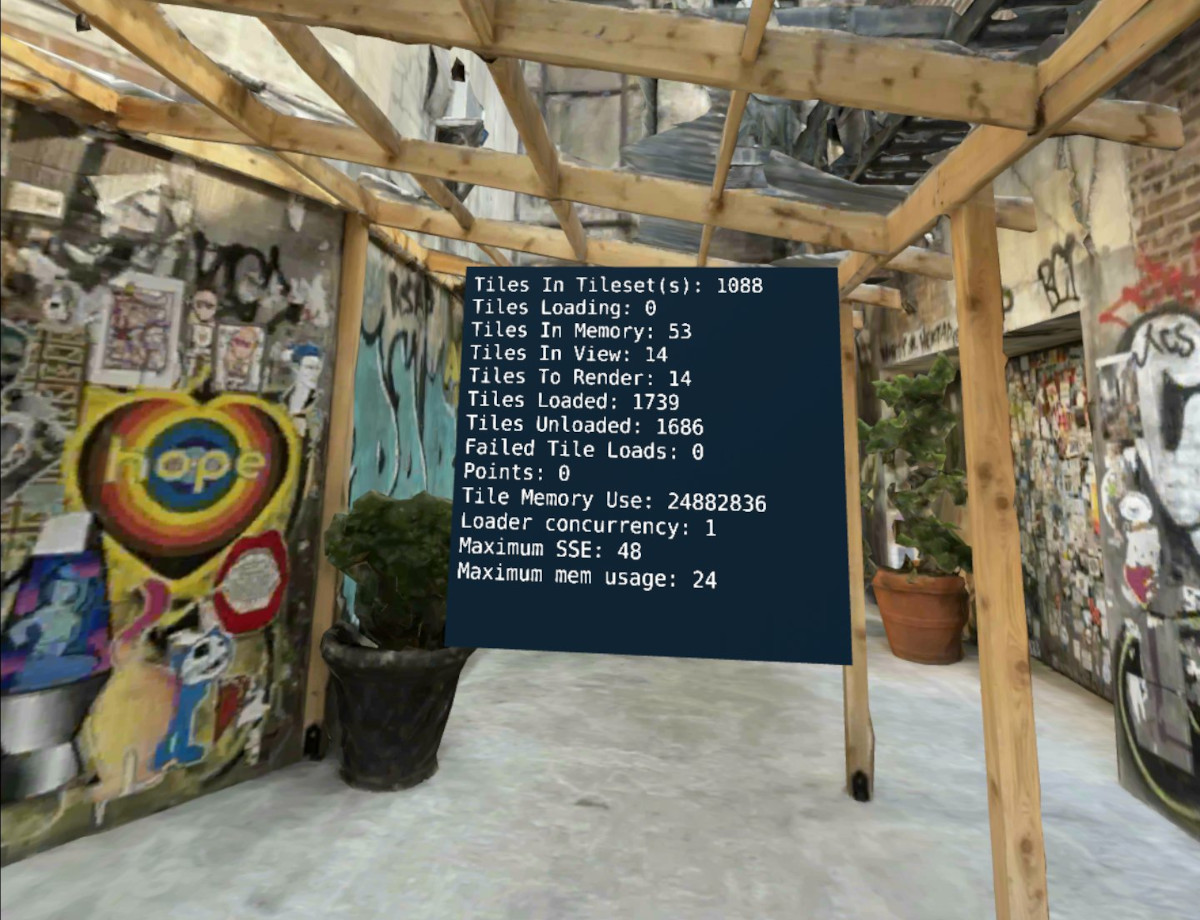 Tiles In Tileset(s): 1088
Tiles Loading: 0
Tiles In Memory: 53
Tiles In View: 14
Tiles To Render: 14
Tiles Loaded: 1739
Tiles Unloaded: 1686
Failed Tile Loads: 0
Points: 0
Tile Memory Use: 24882836
Loader concurrency: 1
Maximum SSE: 48
Maximum mem usage: 24
hope